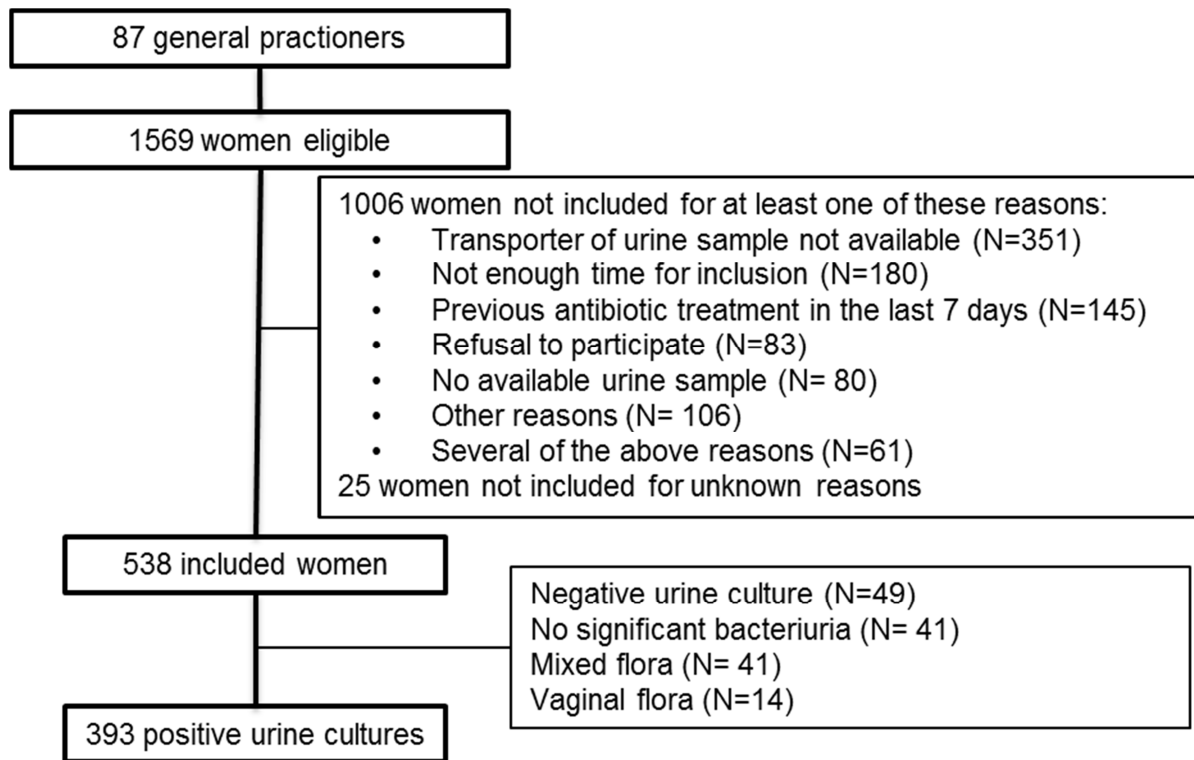 87 general practioners
1569 women eligible
1006 women not included for at least one of these reasons:
• Transporter of urine sample not available (N=351)
• Not enough time for inclusion (N=180)
• Previous antibiotic treatment in the last 7 days (N=145)
• Refusal to participate (N=83)
• No available urine sample (N= 80)
• Other reasons (N= 106)
• Several of the above reasons (N=61)
25 women not included for unknown reasons
538 included women
Negative urine culture (N=49)
No significant bacteriuria (N= 41)
Mixed flora (N= 41)
Vaginal flora (N=14)
393 positive urine cultures